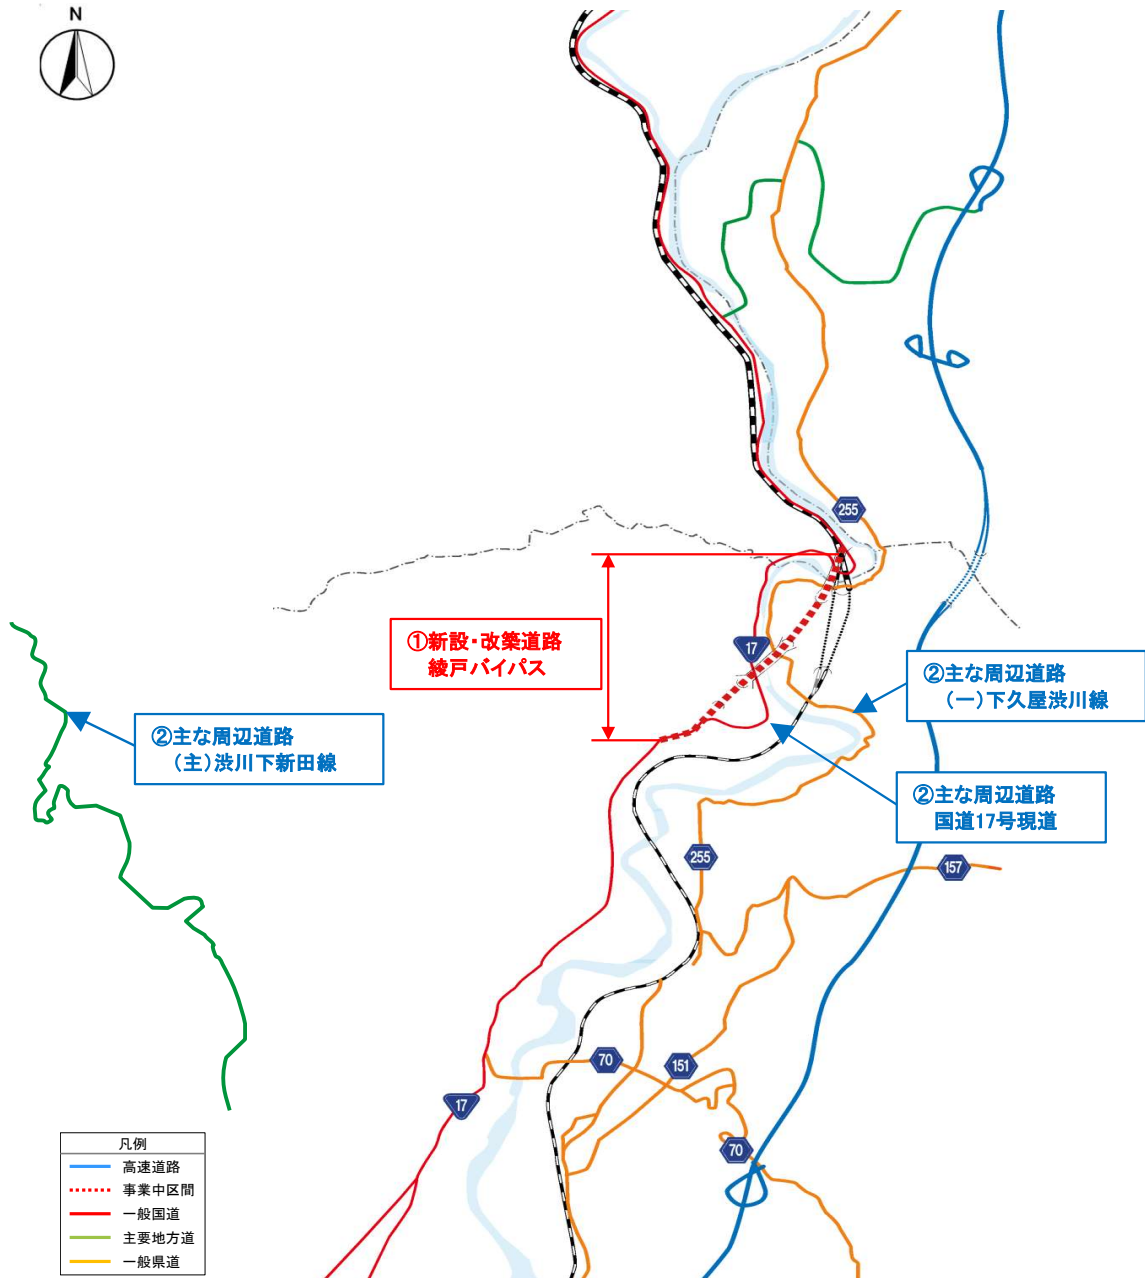 N
255
①新設・改築道路
綾戸バイパス
17
②主な周辺道路
(一)下久屋渋川線
②主な周辺道路
(主)渋川下新田線
②主な周辺道路
国道17号現道
255
157
70
151
17
70
凡例
高速道路
事業中区間
一般国道
主要地方道
一般県道